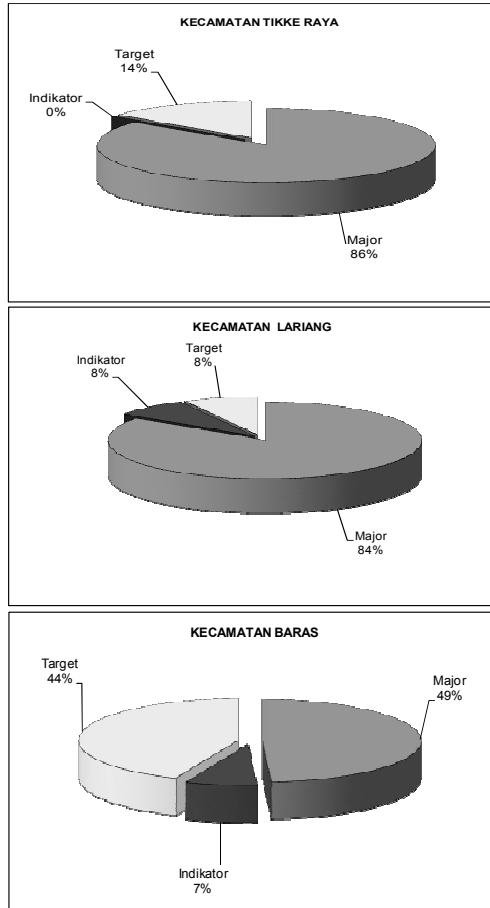 KECAMATAN TIKKE RAYA
Target
14%
Indikator
0%
Major
86%
KECAMATAN LARIANG
Target
8%
Indikator
8%
Major
84%
KECAMATAN BARAS
Target
44%
Major
49%
Indikator
7%